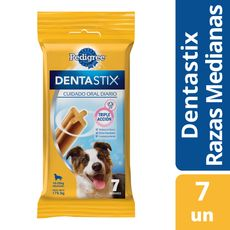 Pedigree
DENTASTIX
CUIDADO ORAL DIARIO
TRIPLE
ACCIÓN
7
Dentastix
Razas Medianas
7
un